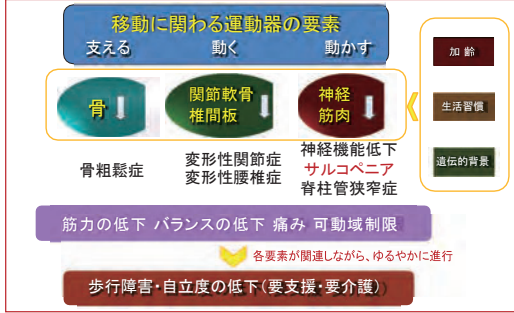 移動に関わる運動器の要素
支える 動く 動かす
骨
関節軟骨
椎間板
神経
筋肉
骨粗鬆症
変形性関節症
変形性腰椎症
神経機能低下
サルコペニア
脊柱管狭窄症
加齢
生活習慣
遺伝的背景
筋力の低下 バランスの低下 痛み 可動域制限
各要素が関連しながら、ゆるやかに進行
歩行障害・自立度の低下(要支援・要介護)